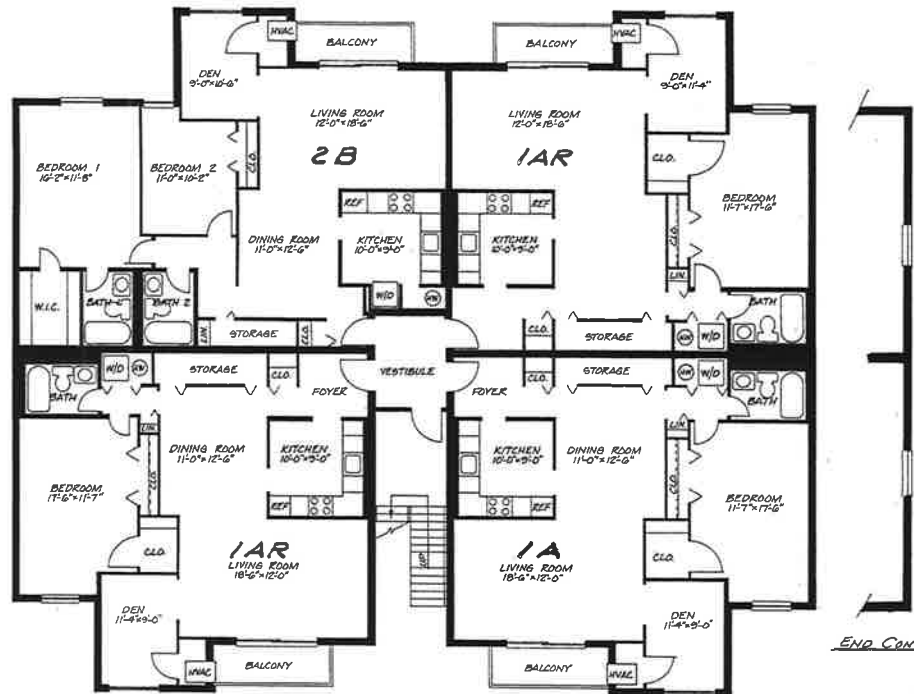 HVAC
BALCONY
DEN
9'-0"×10'-6"
LIVING ROOM
12'-0"×18'-6"
2B
BEDROOM 1
16'-2"×11'-8"
BEDROOM 2
11'-0"×10'-2"
CLO.
REF
DINING ROOM
11'-0"×12'-6"
KITCHEN
10'-0"×9'-0"
W.I.C.
BATH 1
BATH 2
W/D
HW
LIN.
STORAGE
CLO.
BALCONY
HVAC
DEN
9'-0"×11'-4"
LIVING ROOM
12'-0"×18'-6"
1AR
CLO.
BEDROOM
11'-7"×17'-6"
REF
KITCHEN
10'-0"×9'-0"
CLO.
LIN.
BATH
CLO.
STORAGE
HW
W/D
VESTIBULE
BATH
W/D
HW
STORAGE
CLO.
FOYER
LIN.
DINING ROOM
11'-0"×12'-6"
KITCHEN
10'-0"×9'-0"
BEDROOM
17'-6"×11'-7"
CLO.
REF
CLO.
1AR
LIVING ROOM
18'-6"×12'-0"
DEN
11'-4"×9'-0"
HVAC
BALCONY
UP
FOYER
CLO.
STORAGE
HW
W/D
BATH
LIN.
KITCHEN
10'-0"×9'-0"
DINING ROOM
11'-0"×12'-6"
CLO.
BEDROOM
11'-7"×17'-6"
REF
1A
LIVING ROOM
18'-6"×12'-0"
CLO.
DEN
11'-4"×9'-0"
BALCONY
HVAC
END CON